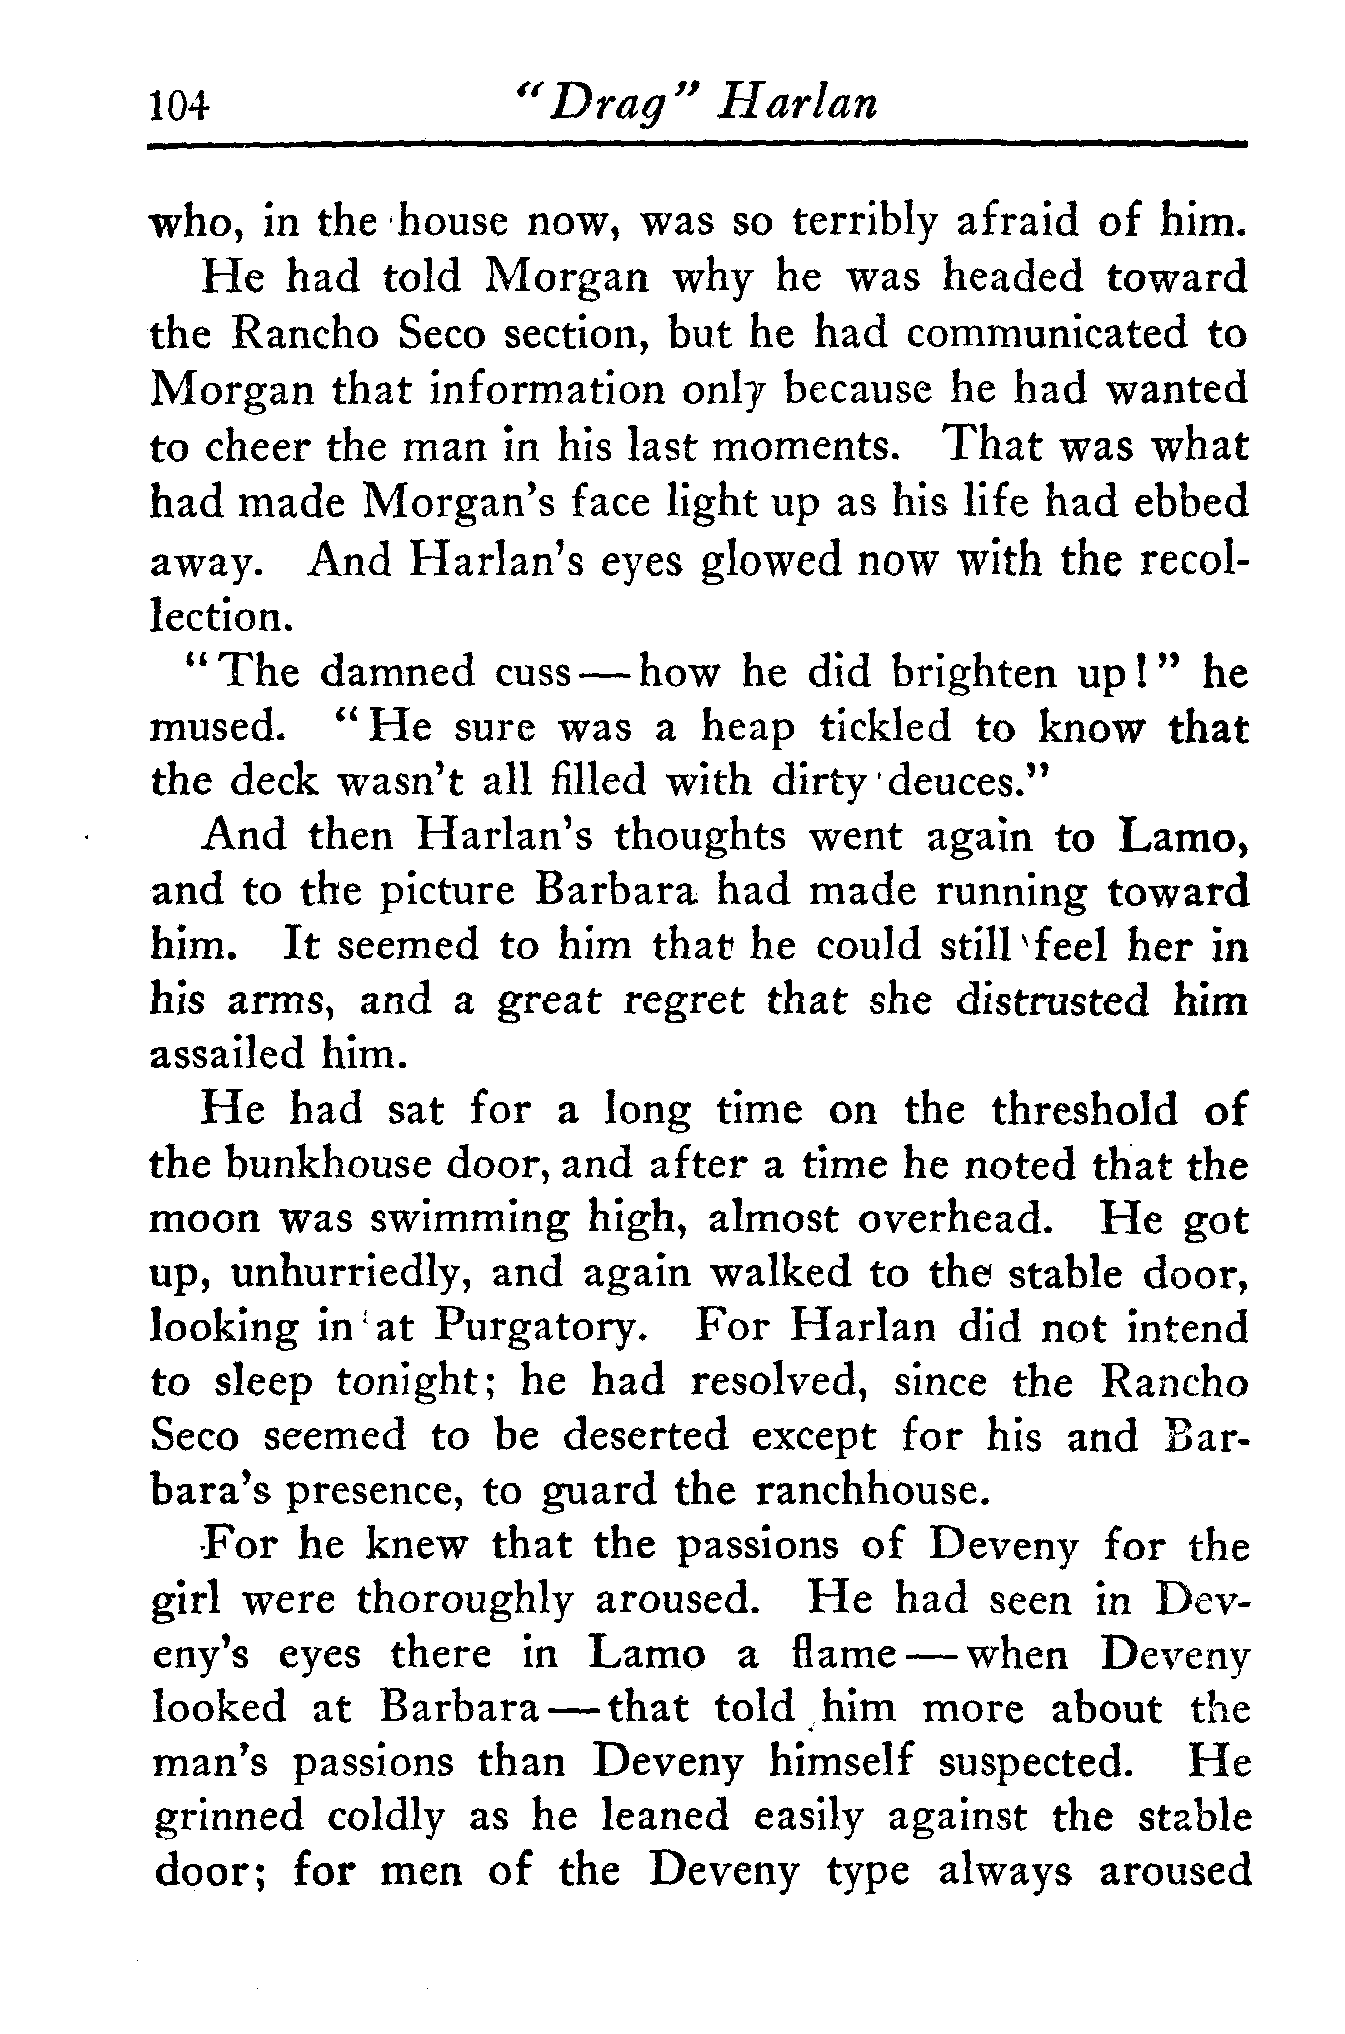 104 "Drag" Harlan
who, in the house now, was so terribly afraid of him.
He had told Morgan why he was headed toward
the Rancho Seco section, but he had communicated to
Morgan that information only because he had wanted
to cheer the man in his last moments. That was what
had made Morgan's face light up as his life had ebbed
away. And Harlan's eyes glowed now with the recol-
lection.
"The damned cuss—how he did brighten up!" he
mused. "He sure was a heap tickled to know that
the deck wasn't all filled with dirty deuces."
And then Harlan's thoughts went again to Lamo,
and to the picture Barbara had made running toward
him. It seemed to him that he could still feel her in
his arms, and a great regret that she distrusted him
assailed him.
He had sat for a long time on the threshold of
the bunkhouse door, and after a time he noted that the
moon was swimming high, almost overhead. He got
up, unhurriedly, and again walked to the stable door,
looking in at Purgatory. For Harlan did not intend
to sleep tonight; he had resolved, since the Rancho
Seco seemed to be deserted except for his and Bar-
bara's presence, to guard the ranchhouse.
For he knew that the passions of Deveny for the
girl were thoroughly aroused. He had seen in Dev-
eny's eyes there in Lamo a flame—when Deveny
looked at Barbara—that told him more about the
man's passions than Deveny himself suspected. He
grinned coldly as he leaned easily against the stable
door; for men of the Deveny type always aroused